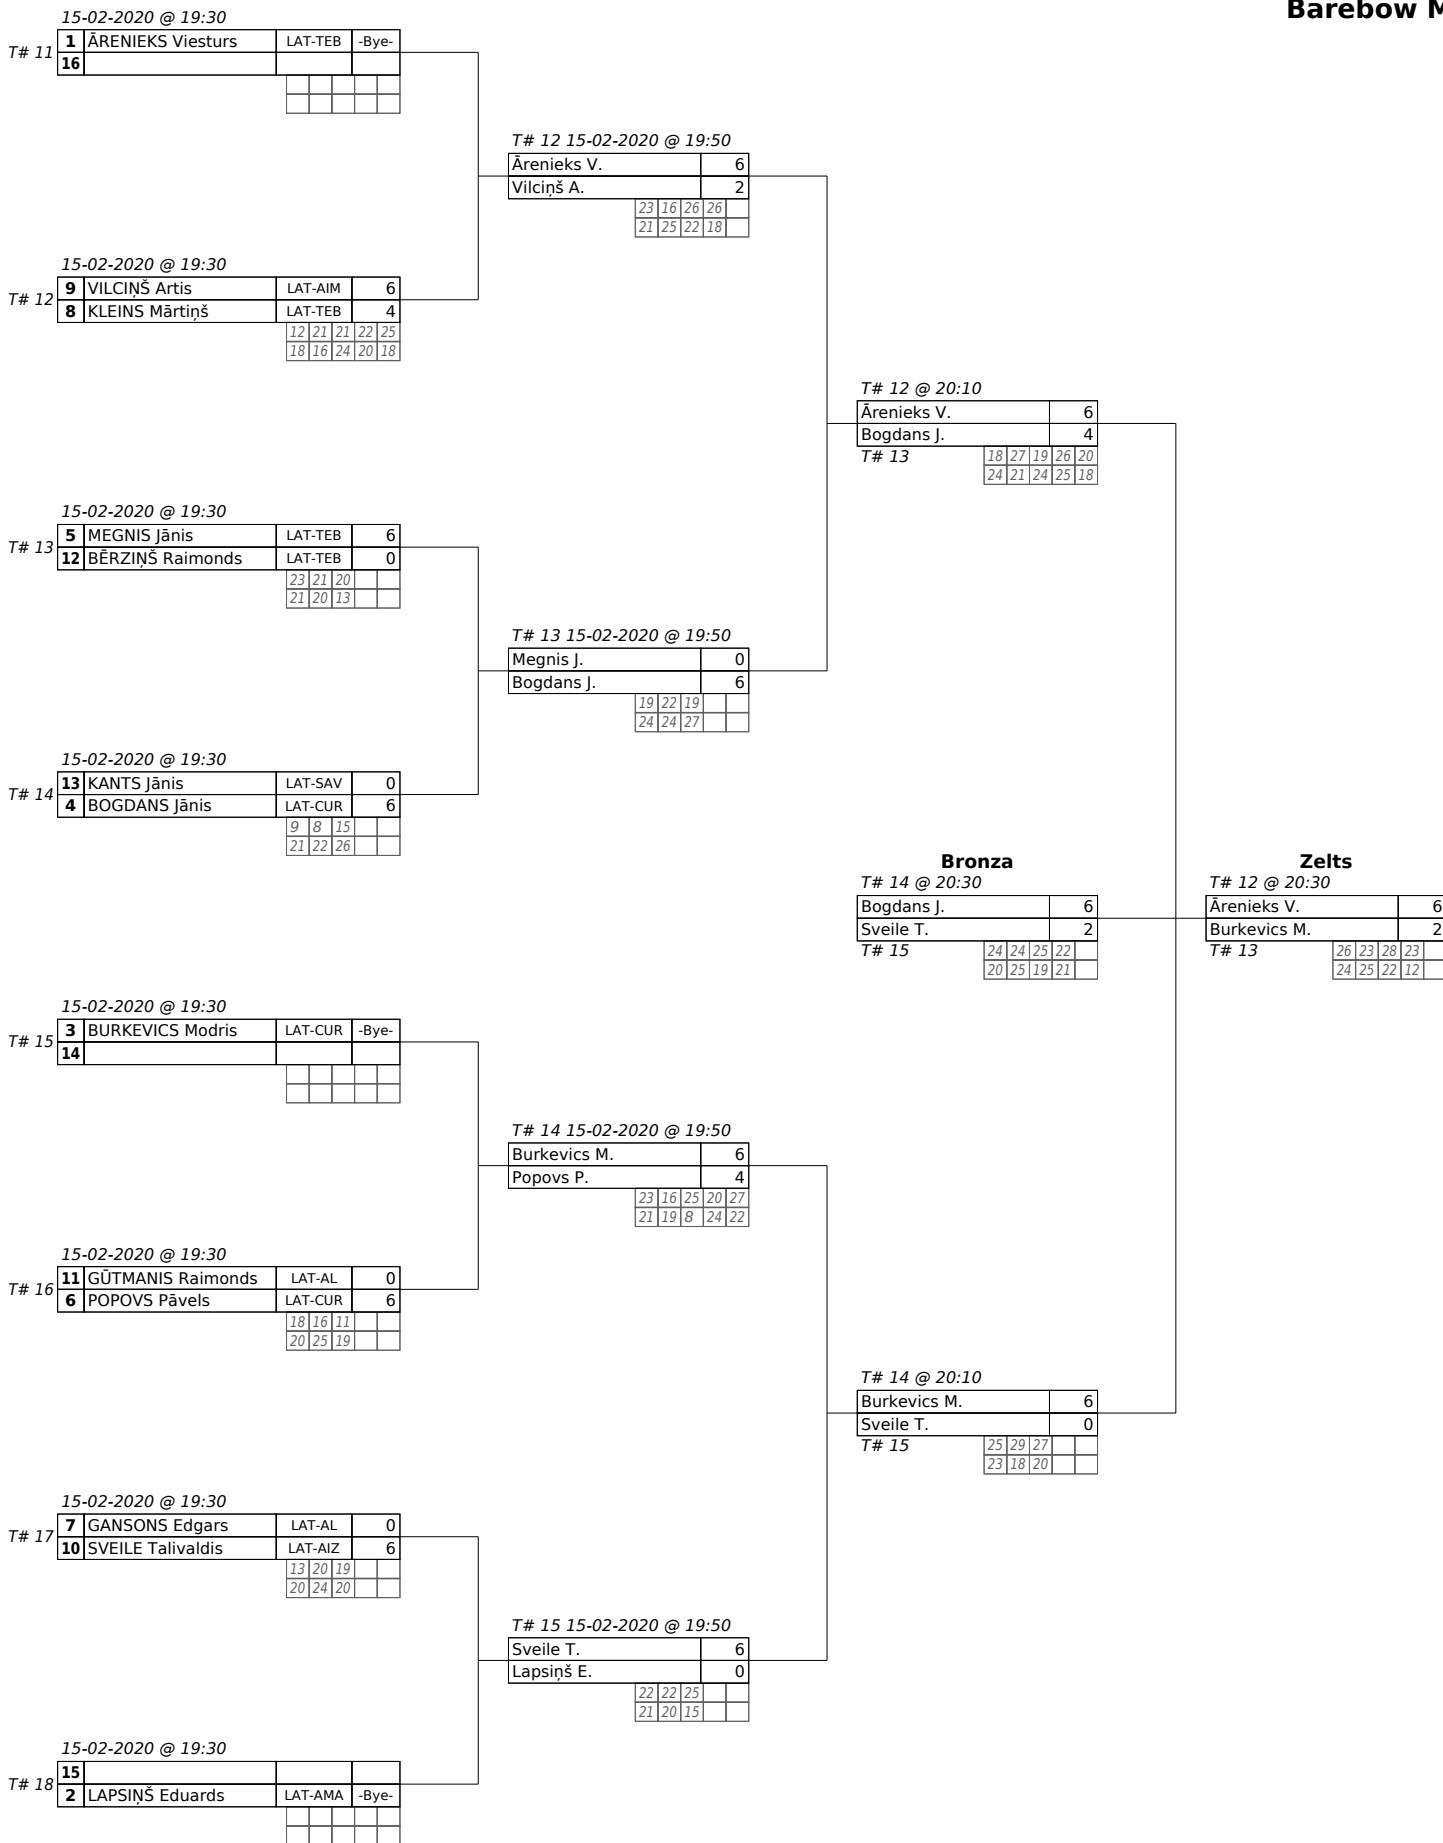 Barebow M
15-02-2020 @ 19:30
T# 11
1 ĀRENIEKS Viesturs LAT-TEB -Bye-
16
T# 12 15-02-2020 @ 19:50
Ārenieks V. 6
Vilciņš A. 2
23 16 26 26
21 25 22 18
15-02-2020 @ 19:30
T# 12
9 VILCIŅŠ Artis LAT-AIM 6
8 KLEINS Mārtiņš LAT-TEB 4
12 21 21 22 25
18 16 24 20 18
T# 12 @ 20:10
Ārenieks V. 6
Bogdans J. 4
T# 13
18 27 19 26 20
24 21 24 25 18
15-02-2020 @ 19:30
T# 13
5 MEGNIS Jānis LAT-TEB 6
12 BĒRZIŅŠ Raimonds LAT-TEB 0
23 21 20
21 20 13
T# 13 15-02-2020 @ 19:50
Megnis J. 0
Bogdans J. 6
19 22 19
24 24 27
15-02-2020 @ 19:30
T# 14
13 KANTS Jānis LAT-SAV 0
4 BOGDANS Jānis LAT-CUR 6
9 8 15
21 22 26
Bronza
T# 14 @ 20:30
Bogdans J. 6
Sveile T. 2
T# 15
24 24 25 22
20 25 19 21
Zelts
T# 12 @ 20:30
Ārenieks V. 6
Burkevics M. 2
T# 13
26 23 28 23
24 25 22 12
15-02-2020 @ 19:30
T# 15
3 BURKEVICS Modris LAT-CUR -Bye-
14
T# 14 15-02-2020 @ 19:50
Burkevics M. 6
Popovs P. 4
23 16 25 20 27
21 19 8 24 22
15-02-2020 @ 19:30
T# 16
11 GŪTMANIS Raimonds LAT-AL 0
6 POPOVS Pāvels LAT-CUR 6
18 16 11
20 25 19
T# 14 @ 20:10
Burkevics M. 6
Sveile T. 0
T# 15
25 29 27
23 18 20
15-02-2020 @ 19:30
T# 17
7 GANSONS Edgars LAT-AL 0
10 SVEILE Talivaldis LAT-AIZ 6
13 20 19
20 24 20
T# 15 15-02-2020 @ 19:50
Sveile T. 6
Lapsiņš E. 0
22 22 25
21 20 15
15-02-2020 @ 19:30
T# 18
15
2 LAPSIŅŠ Eduards LAT-AMA -Bye-